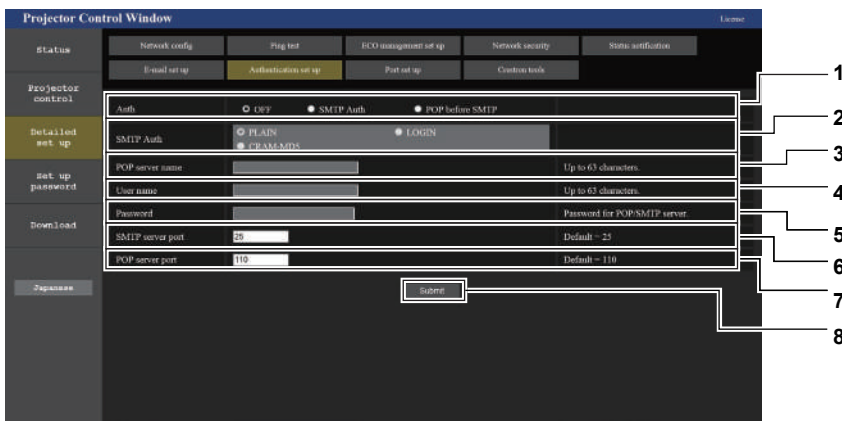 Projector Control Window
License
Status
Projector
control
Detailed
set up
Set up
password
Download
Japanese
Network config
Ping test
ECO management set up
Network security
Status notification
E-mail set up
Authentication set up
Port set up
Crestron tools
Auth
OFF
SMTP Auth
POP before SMTP
SMTP Auth
PLAIN
LOGIN
CRAM-MD5
POP server name
Up to 63 characters.
User name
Up to 63 characters.
Password
Password for POP/SMTP server.
SMTP server port
25
Default = 25
POP server port
110
Default = 110
Submit
1
2
3
4
5
6
7
8